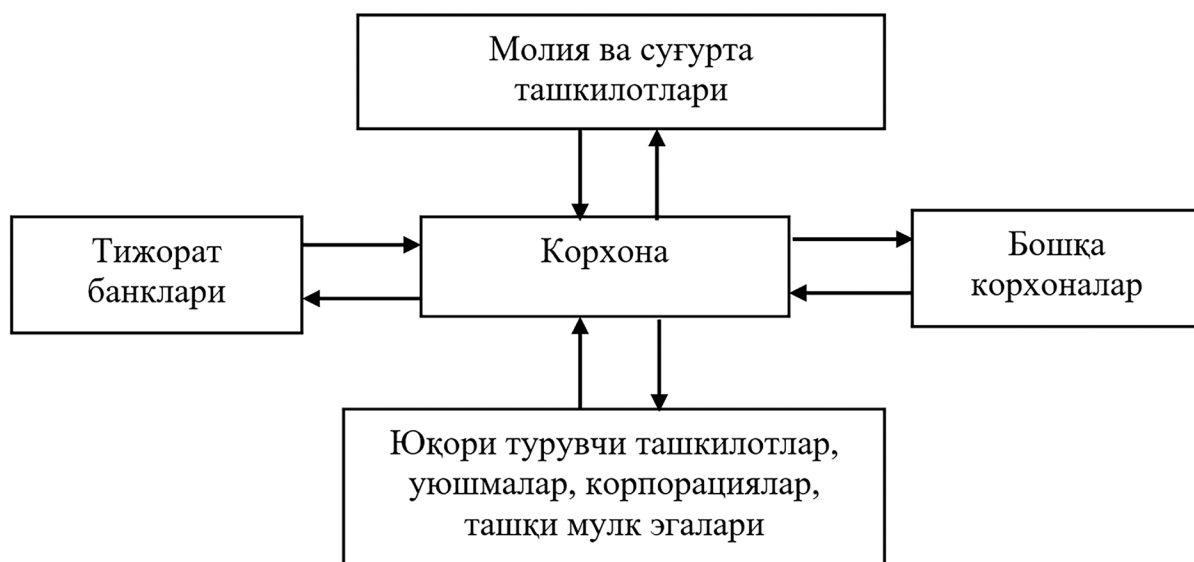 Молия ва суғурта
ташкилотлари
Тижорат
банклари
Корхона
Бошқа
корхоналар
Юқори турувчи ташкилотлар,
уюшмалар, корпорациялар,
ташқи мулк эгалари